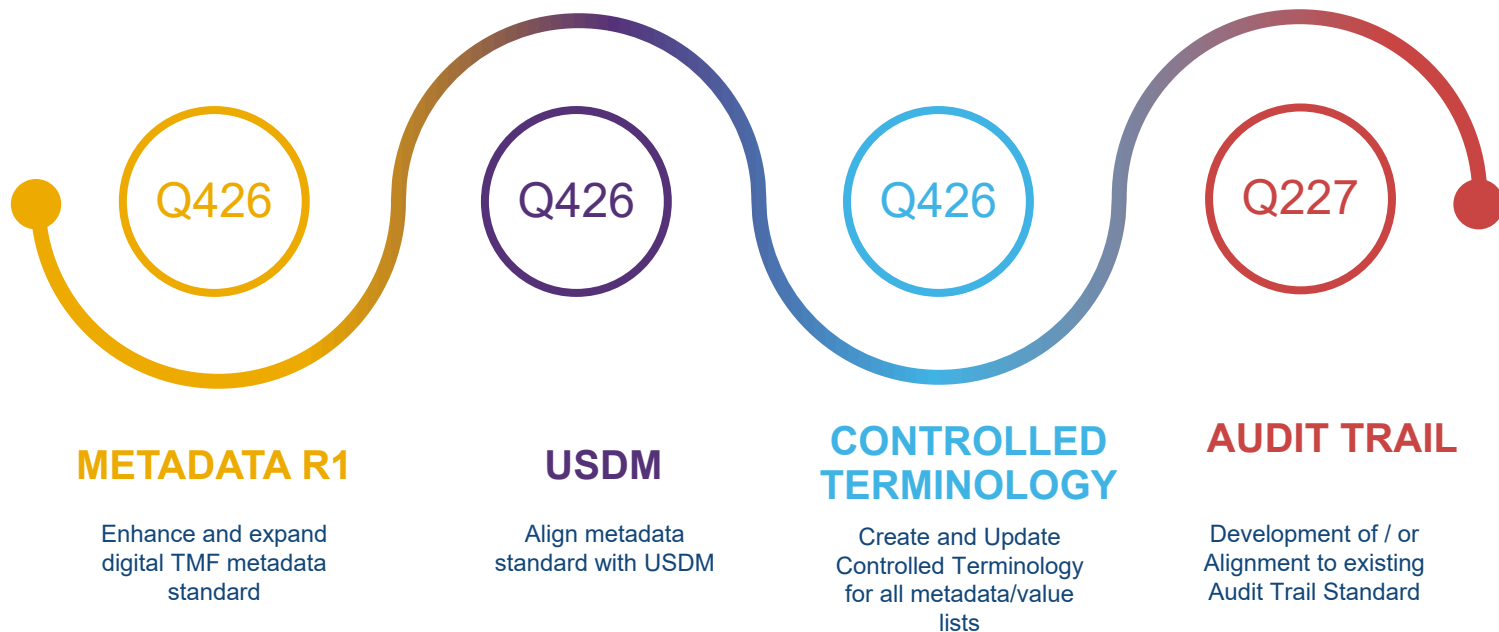 Q426
Q426
Q426
Q227
METADATA R1
Enhance and expand
digital TMF metadata
standard
USDM
Align metadata
standard with USDM
CONTROLLED
TERMINOLOGY
Create and Update
Controlled Terminology
for all metadata/value
lists
AUDIT TRAIL
Development of / or
Alignment to existing
Audit Trail Standard